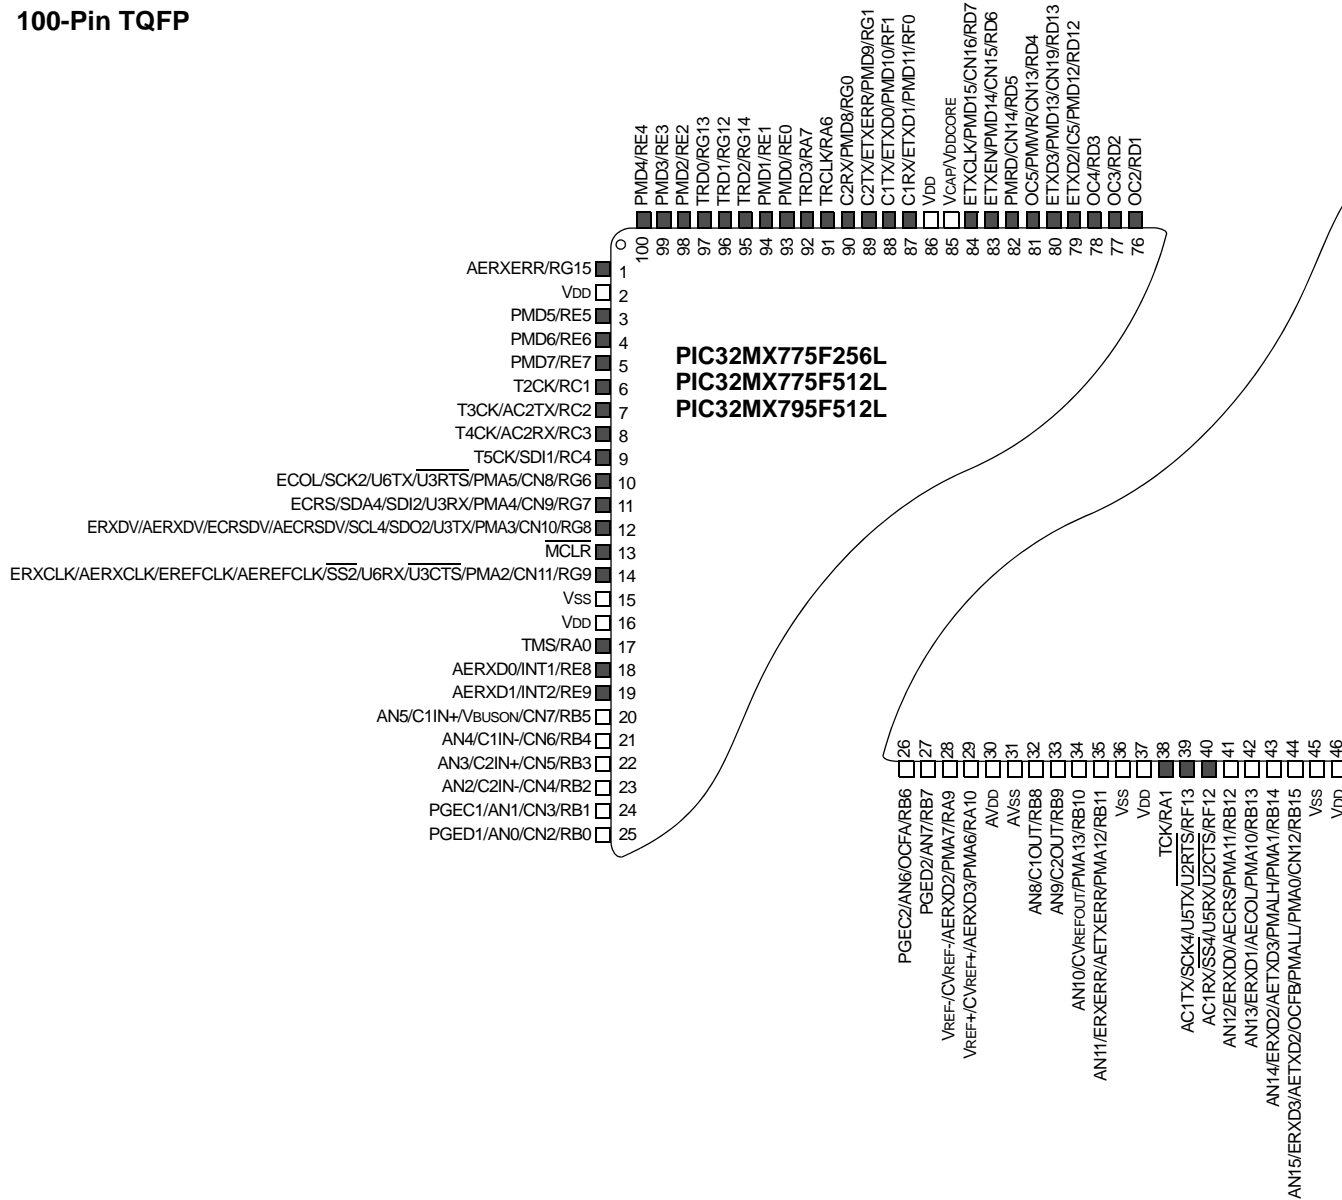 100-Pin TQFP
PMD4/RE4
PMD3/RE3
PMD2/RE2
TRD0/RG13
TRD1/RG12
TRD2/RG14
PMD1/RE1
PMD0/RE0
TRD3/RA7
TRCLK/RA6
C2RX/PMD8/RG0
C2TX/ETXERR/PMD9/RG1
C1TX/ETXD0/PMD10/RF1
C1RX/ETXD1/PMD11/RF0
VDD
VCAP/VDDCORE
ETXCLK/PMD15/CN16/RD7
ETXEN/PMD14/CN15/RD6
PMRD/CN14/RD5
OC5/PMWR/CN13/RD4
ETXD3/PMD13/CN19/RD13
ETXD2/IC5/PMD12/RD12
OC4/RD3
OC3/RD2
OC2/RD1
100
99
98
97
96
95
94
93
92
91
90
89
88
87
86
85
84
83
82
81
80
79
78
77
76
AERXERR/RG15 1
VDD 2
PMD5/RE5 3
PMD6/RE6 4
PMD7/RE7 5
T2CK/RC1 6
T3CK/AC2TX/RC2 7
T4CK/AC2RX/RC3 8
T5CK/SDI1/RC4 9
ECOL/SCK2/U6TX/U3RTS/PMA5/CN8/RG6 10
ECRS/SDA4/SDI2/U3RX/PMA4/CN9/RG7 11
ERXDV/AERXDV/ECRSDV/AECRSDV/SCL4/SDO2/U3TX/PMA3/CN10/RG8 12
MCLR 13
ERXCLK/AERXCLK/EREFCLK/AEREFCLK/SS2/U6RX/U3CTS/PMA2/CN11/RG9 14
VSS 15
VDD 16
TMS/RA0 17
AERXD0/INT1/RE8 18
AERXD1/INT2/RE9 19
AN5/C1IN+/VBUSON/CN7/RB5 20
AN4/C1IN-/CN6/RB4 21
AN3/C2IN+/CN5/RB3 22
AN2/C2IN-/CN4/RB2 23
PGEC1/AN1/CN3/RB1 24
PGED1/AN0/CN2/RB0 25
PIC32MX775F256L
PIC32MX775F512L
PIC32MX795F512L
26
27
28
29
30
31
32
33
34
35
36
37
38
39
40
41
42
43
44
45
46
PGEC2/AN6/OCFA/RB6
PGED2/AN7/RB7
VREF-/CVREF-/AERXD2/PMA7/RA9
VREF+/CVREF+/AERXD3/PMA6/RA10
AVDD
AVSS
AN8/C1OUT/RB8
AN9/C2OUT/RB9
AN10/CVREFOUT/PMA13/RB10
AN11/ERXERR/AETXERR/PMA12/RB11
VSS
VDD
TCK/RA1
AC1TX/SCK4/U5TX/U2RTS/RF13
AC1RX/SS4/U5RX/U2CTS/RF12
AN12/ERXD0/AECRS/PMA11/RB12
AN13/ERXD1/AECOL/PMA10/RB13
AN14/ERXD2/AETXD3/PMALH/PMA1/RB14
AN15/ERXD3/AETXD2/OCFB/PMALL/PMA0/CN12/RB15
VSS
VDD